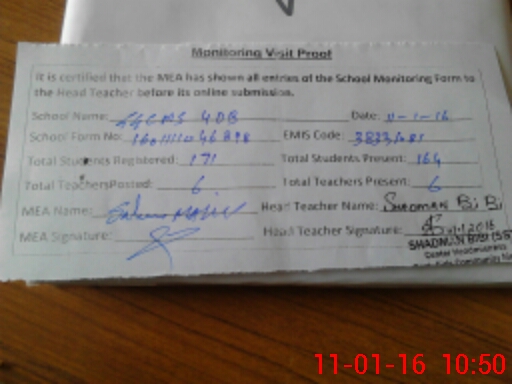 Monitoring Visit Proof
It is certified that the MEA has shown all entries of the School Monitoring Form to
the Head Teacher before its online submission.
School Name: Date: 11-1-16
School Form No: EMIS Code:
Total Students Registered: 171 Total Students Present: 164
Total Teachers Posted: 6 Total Teachers Present: 6
MEA Name: Head Teacher Name: SHADMAN Bi Bi
MEA Signature: Head Teacher Signature:
SHADMAN BIBI (SST)
11-01-16 10:50